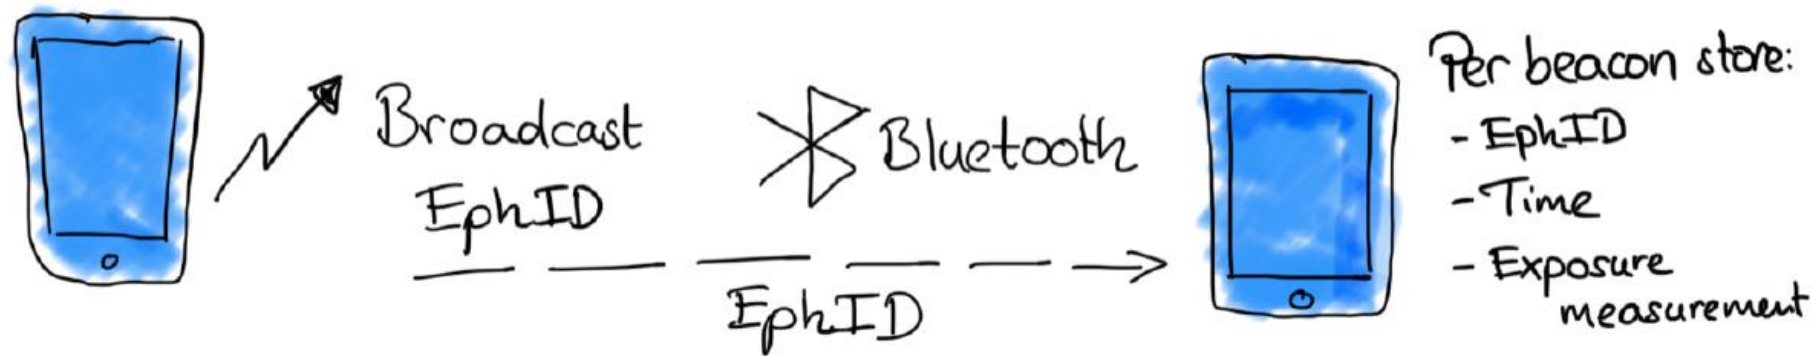 Broadcast
EphID
Bluetooth
EphID
Per beacon store:
- EphID
- Time
- Exposure
measurement